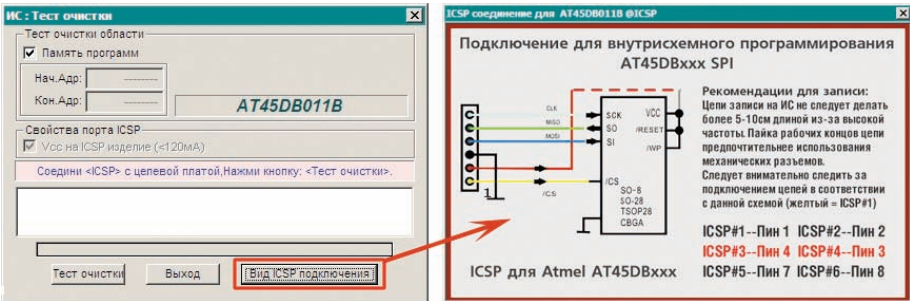 ИС : Тест очистки
Тест очистки области
Память программ
Нач.Адр:
Кон.Адр:
AT45DB011B
Свойства порта ICSP
Vcc на ICSP изделие (<120мА)
Соедини <ICSP> с целевой платой,Нажми кнопку: <Тест очистки>.
Тест очистки
Выход
Вид ICSP подключения
ICSP соединение для AT45DB011B @ICSP
Подключение для внутрисхемного программирования
AT45DBxxx SPI
CLK
MISO
MOSI
/CS
1
SCK
SO
SI
/CS
VCC
/RESET
/WP
SO-8
SO-28
TSOP28
CBGA
ICSP для Atmel AT45DBxxx
Рекомендации для записи:
Цепи записи на ИС не следует делать
более 5-10см длиной из-за высокой
частоты. Пайка рабочих концов цепи
предпочтительнее использования
механических разъемов.
Следует внимательно следить за
подключением цепей в соответствии
с данной схемой (желтый = ICSP#1)
ICSP#1--Пин 1 ICSP#2--Пин 2
ICSP#3--Пин 4 ICSP#4--Пин 3
ICSP#5--Пин 7 ICSP#6--Пин 8